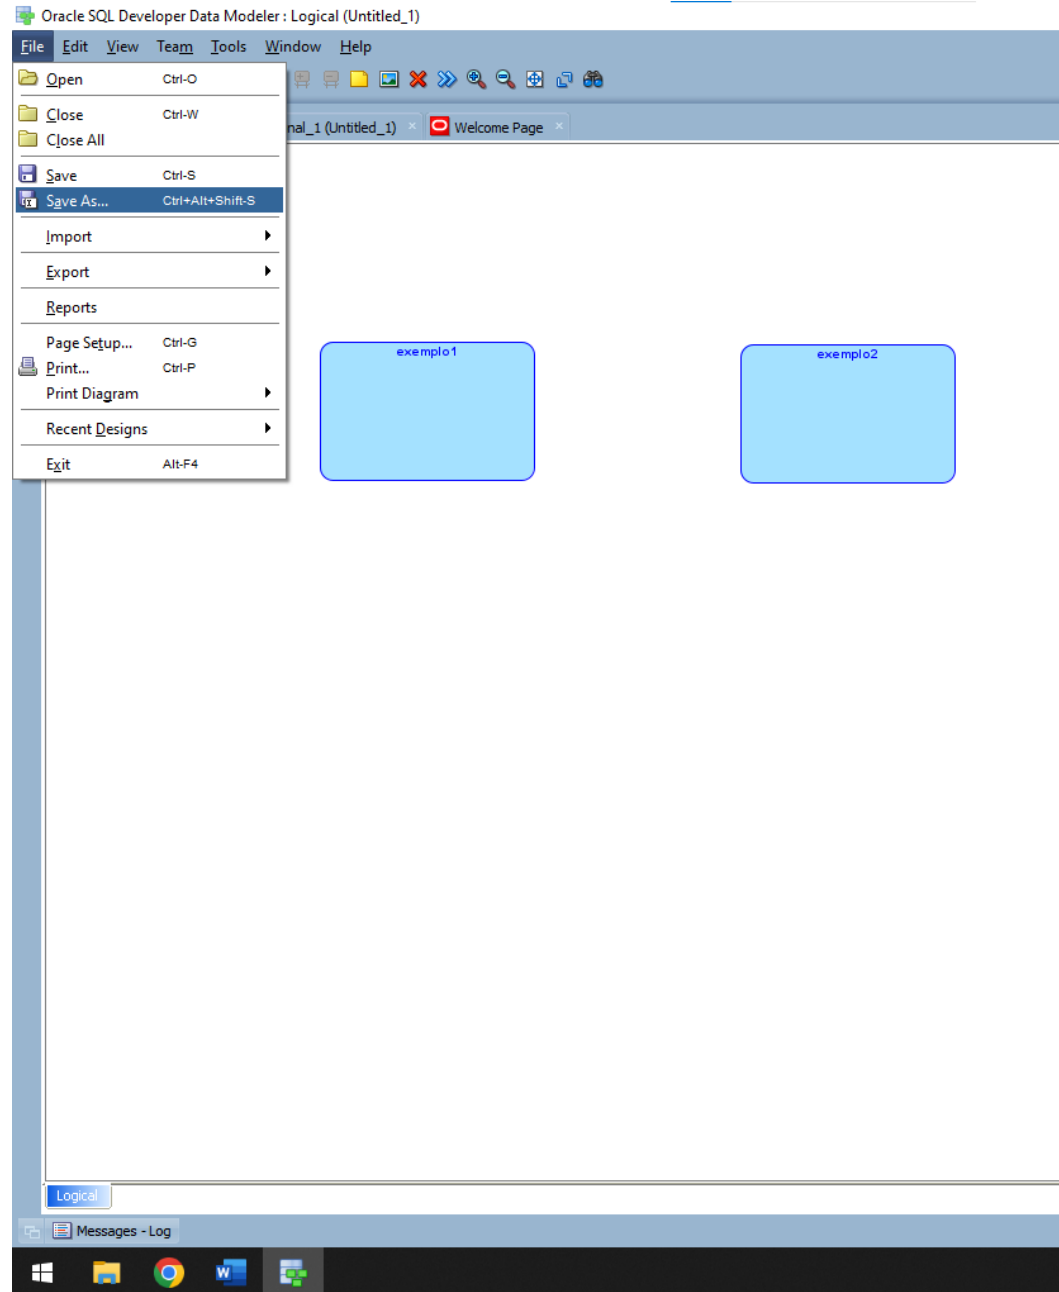 Oracle SQL Developer Data Modeler : Logical (Untitled_1)
File Edit View Team Tools Window Help
Open Ctrl-O
Close Ctrl-W
Close All
Save Ctrl-S
Save As... Ctrl+Alt+Shift-S
Import
Export
Reports
Page Setup... Ctrl-G
Print... Ctrl-P
Print Diagram
Recent Designs
Exit Alt-F4
nal_1 (Untitled_1) × Welcome Page ×
exemplo1
exemplo2
Logical
Messages - Log